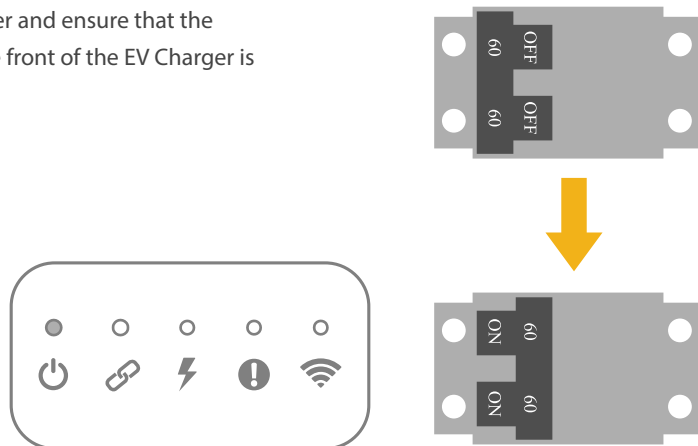 er and ensure that the
front of the EV Charger is
60 OFF
60 OFF
ON 60
ON 60